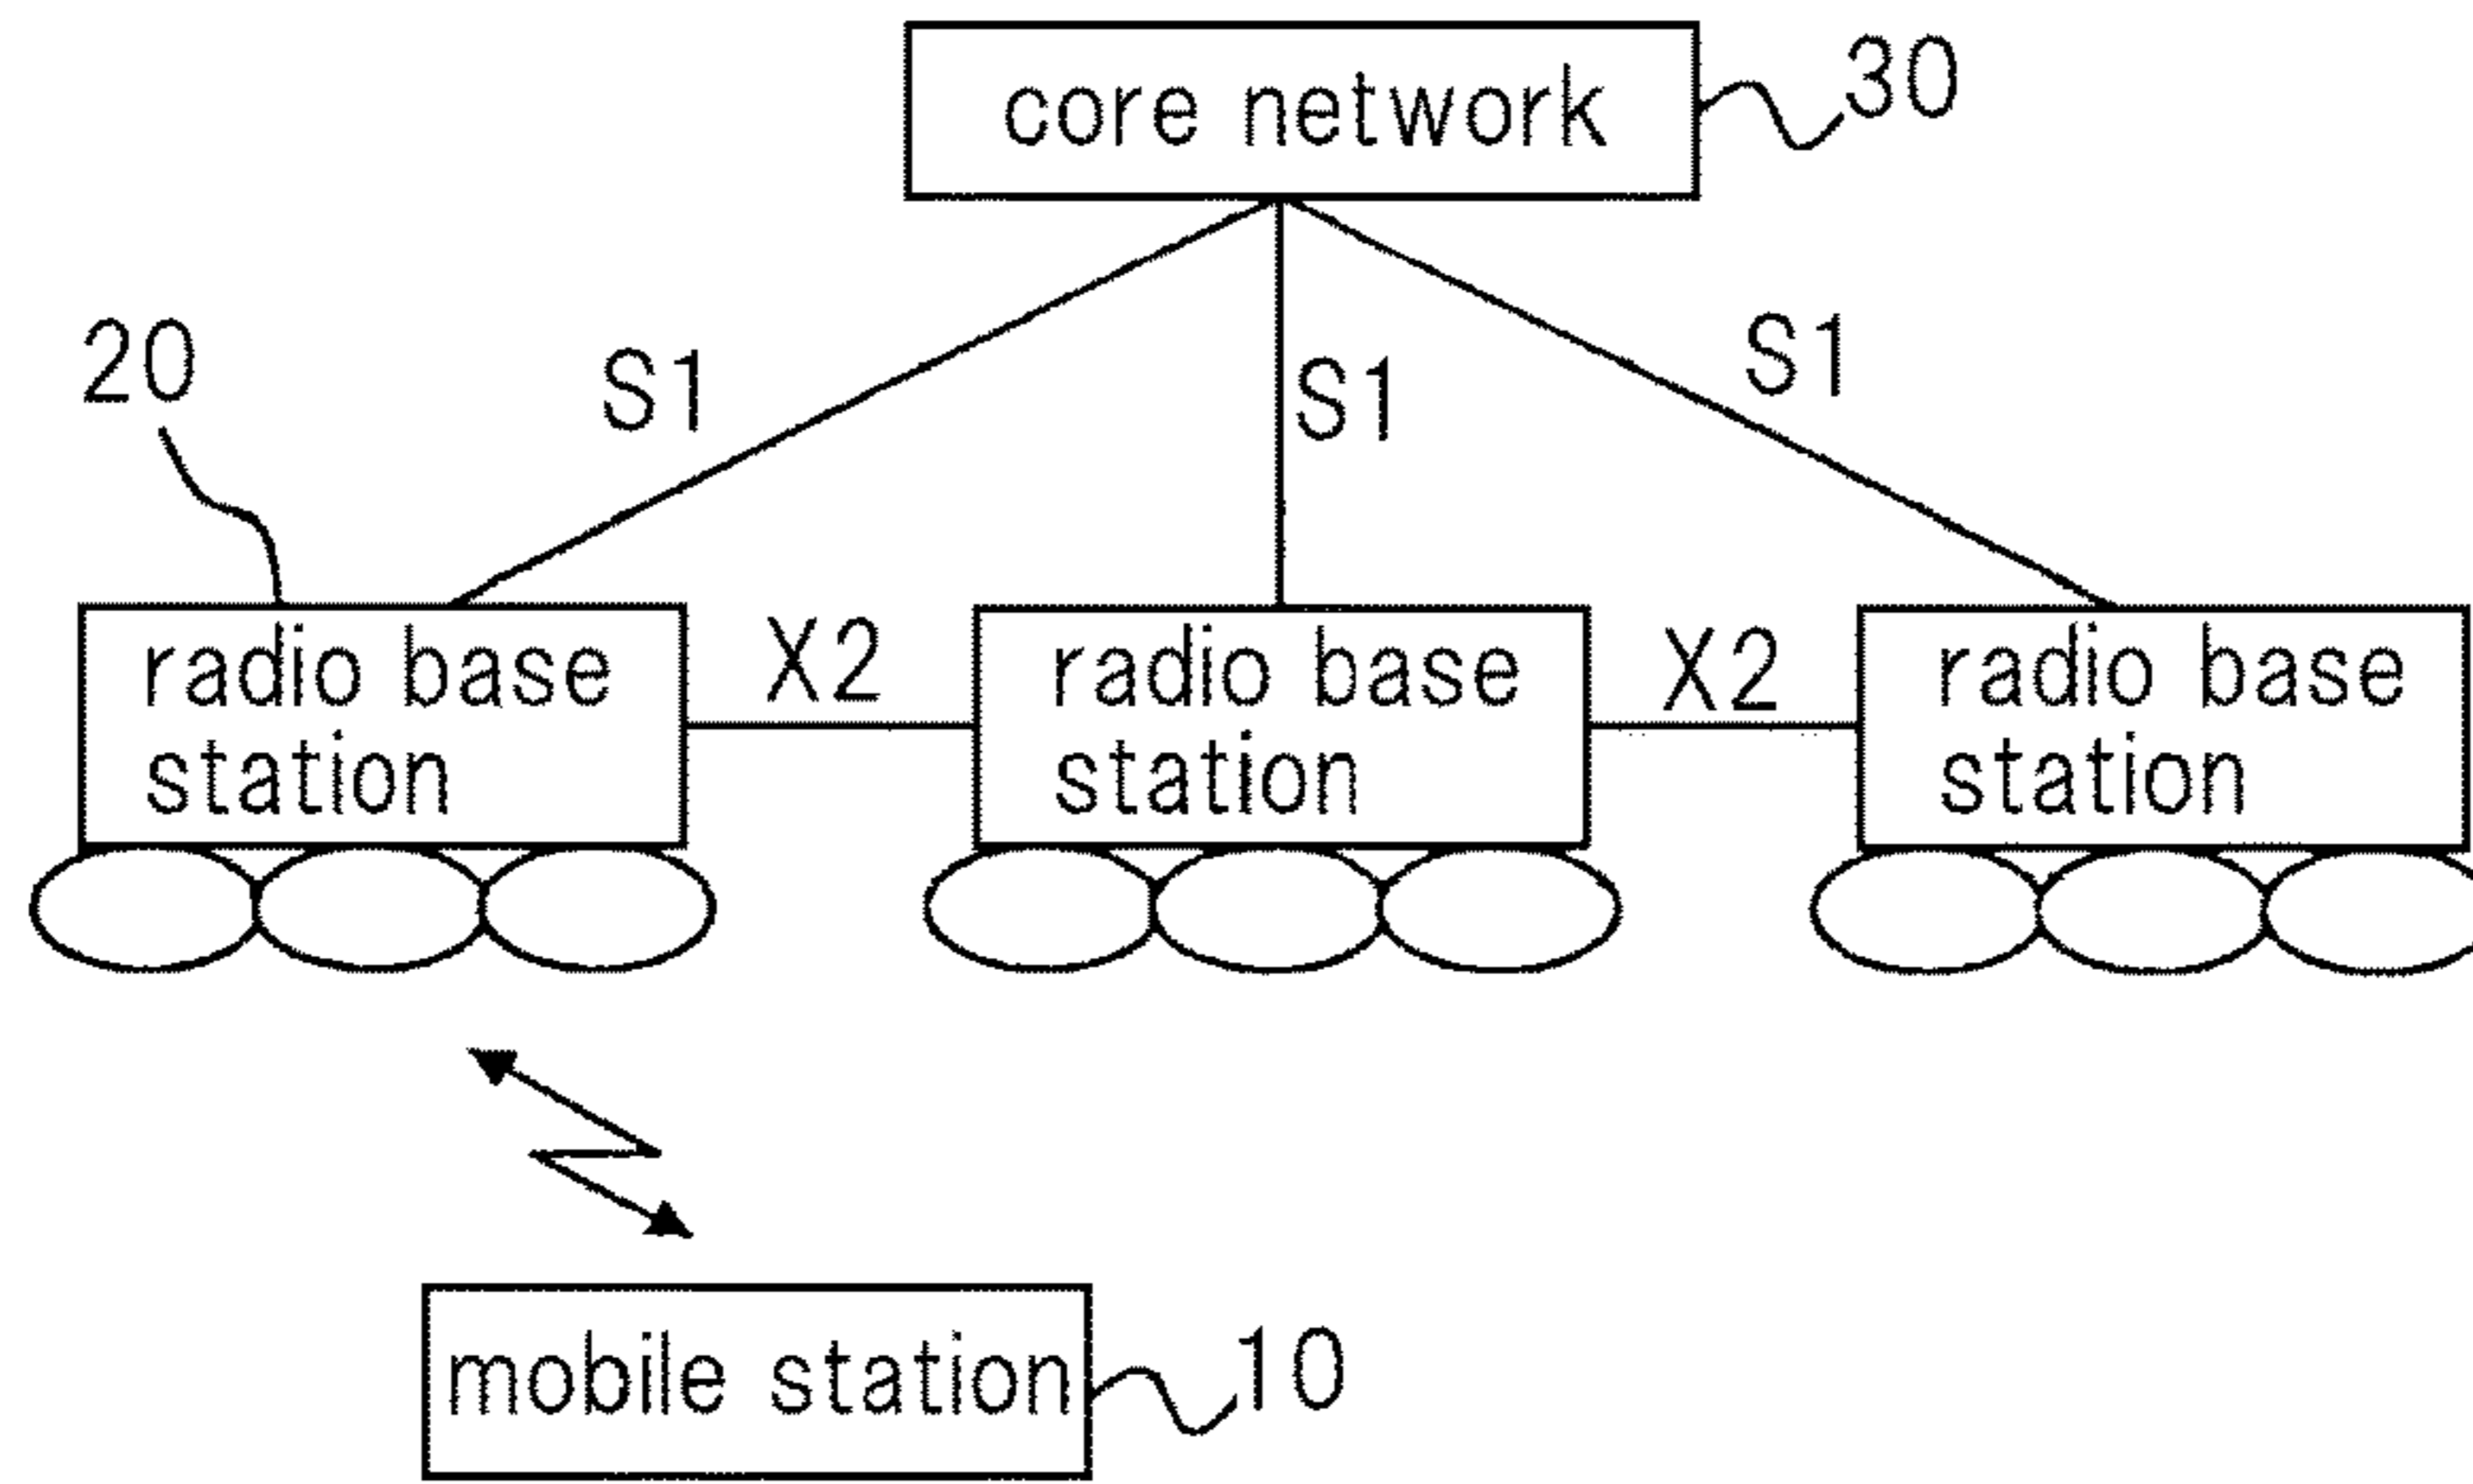 core network
30
20
S1
S1
S1
radio base
station
X2
radio base
station
X2
radio base
station
mobile station
10